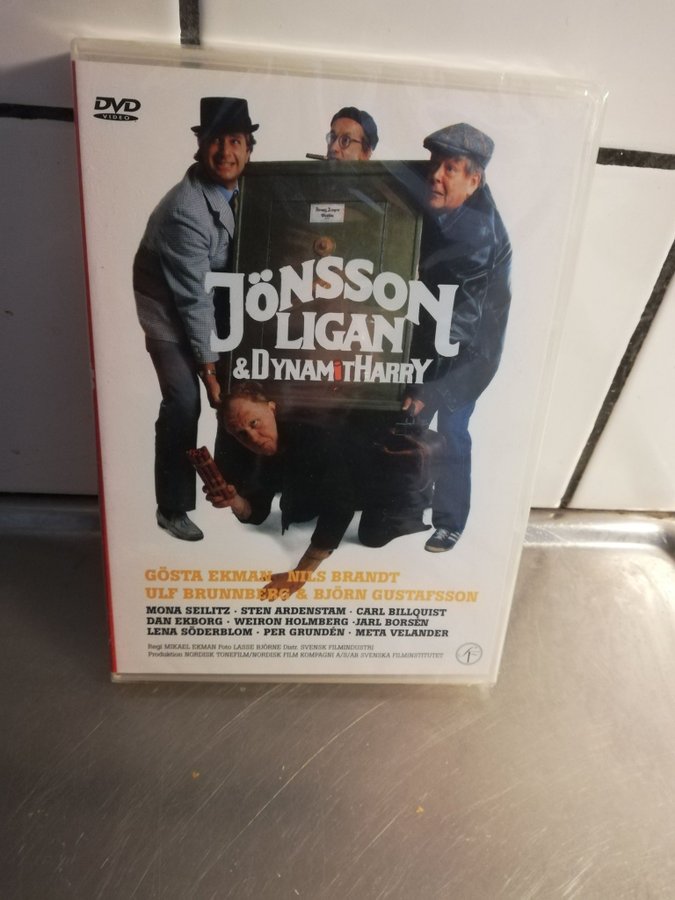 DVD
VIDEO
JÖNSSON
LIGAN
& DYNAMITHARRY
GÖSTA EKMAN NILS BRANDT
ULF BRUNNBERG & BJÖRN GUSTAFSSON
MONA SEILITZ · STEN ARDENSTAM · CARL BILLQUIST
DAN EKBORG · WEIRON HOLMBERG · JARL BORSÉN
LENA SÖDERBLOM · PER GRUNDÉN · META VELANDER
Regi MIKAEL EKMAN Foto LASSE BJÖRNE Distr. SVENSK FILMINDUSTRI
Produktion NORDISK TONEFILM/NORDISK FILM KOMPAGNI A/S/AB SVENSKA FILMINSTITUTET